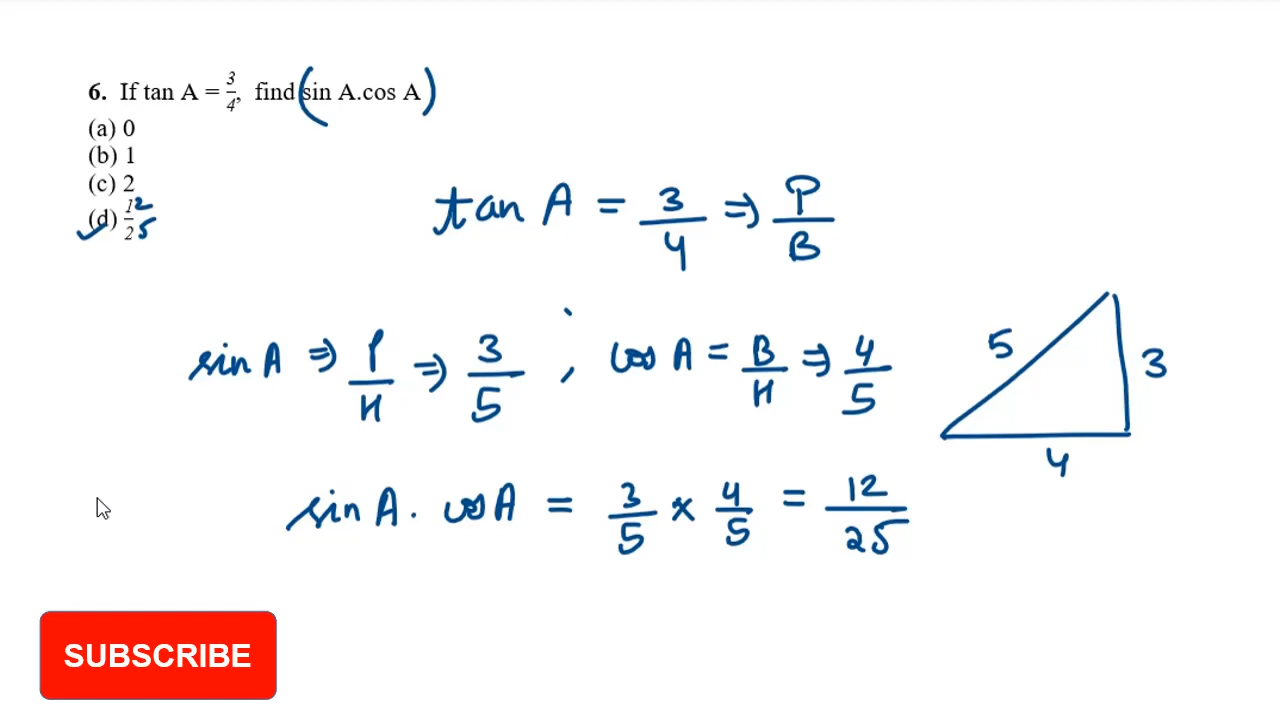 6. If tan A = 3/4, find (sin A.cos A)
(a) 0
(b) 1
(c) 2
(d) 12/25
tan A = 3/4 ⇒ P/B
sin A ⇒ P/H ⇒ 3/5 ; cos A = B/H ⇒ 4/5
5
3
4
sin A . cos A = 3/5 × 4/5 = 12/25
SUBSCRIBE